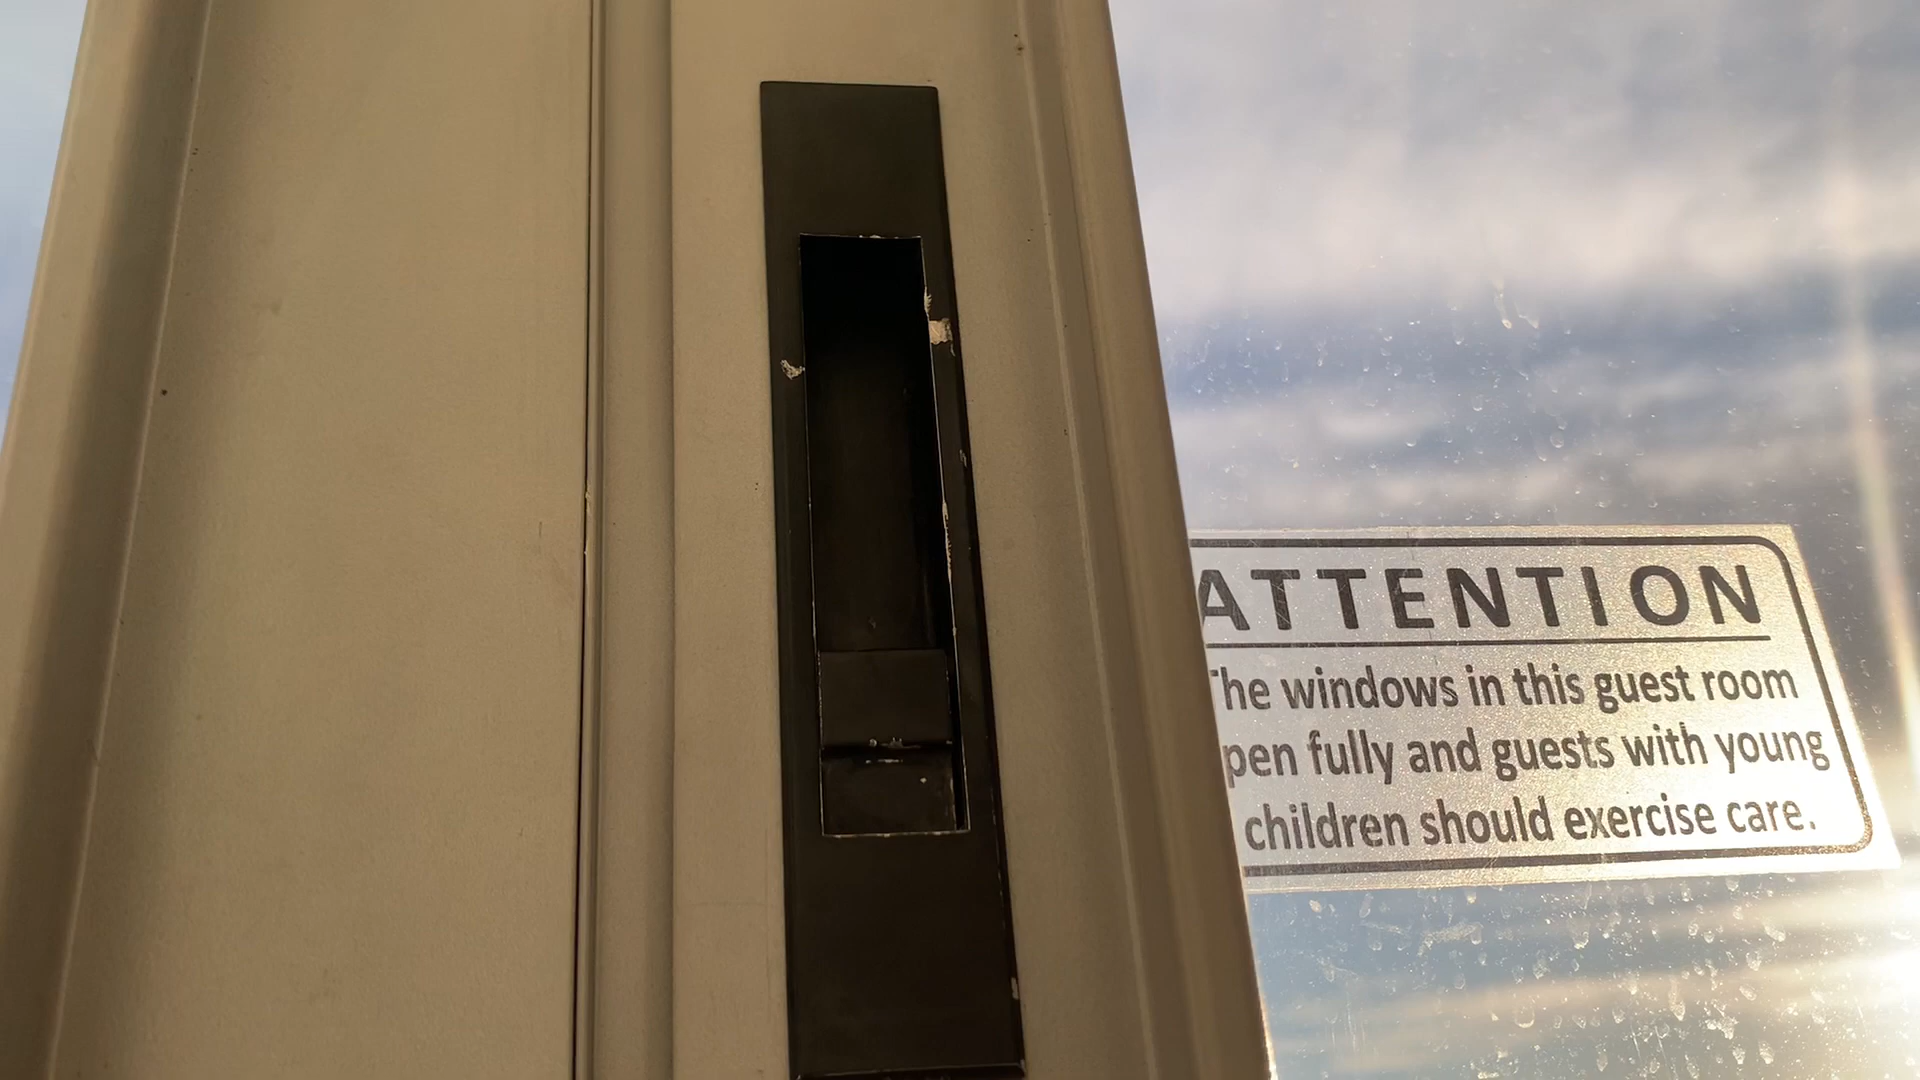 ATTENTION
The windows in this guest room
pen fully and guests with young
children should exercise care.